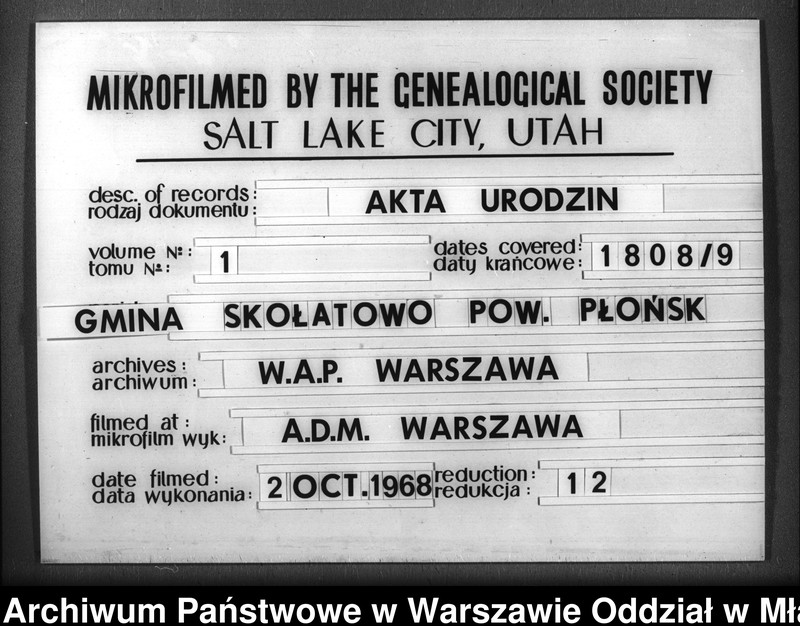 MIKROFILMED BY THE GENEALOGICAL SOCIETY
SALT LAKE CITY, UTAH
desc. of records:
rodzaj dokumentu:
AKTA URODZIN
volume №:
tomu №:
1
dates covered:
daty krańcowe:
1808/9
GMINA SKOŁATOWO POW. PŁOŃSK
archives:
archiwum:
W.A.P. WARSZAWA
filmed at:
mikrofilm wyk:
A.D.M. WARSZAWA
date filmed:
data wykonania:
2 OCT. 1968
reduction:
redukcja:
12
Archiwum Państwowe w Warszawie Oddział w